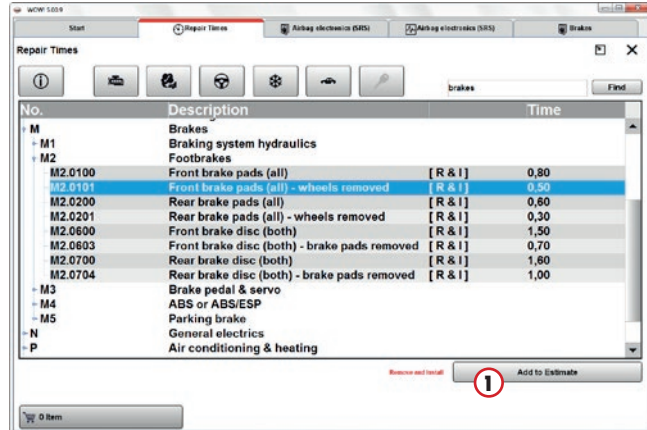 WOW! 5.00.9
Start Repair Times Airbag electronics (SRS) Airbag electronics (SRS) Brakes
Repair Times
brakes Find
No. Description Time
M Brakes
M1 Braking system hydraulics
M2 Footbrakes
M2.0100 Front brake pads (all) [ R & I ] 0,80
M2.0101 Front brake pads (all) - wheels removed [ R & I ] 0,50
M2.0200 Rear brake pads (all) [ R & I ] 0,60
M2.0201 Rear brake pads (all) - wheels removed [ R & I ] 0,30
M2.0600 Front brake disc (both) [ R & I ] 1,50
M2.0603 Front brake disc (both) - brake pads removed [ R & I ] 0,70
M2.0700 Rear brake disc (both) [ R & I ] 1,60
M2.0704 Rear brake disc (both) - brake pads removed [ R & I ] 1,00
M3 Brake pedal & servo
M4 ABS or ABS/ESP
M5 Parking brake
N General electrics
P Air conditioning & heating
Remove and Install 1 Add to Estimate
0 Item